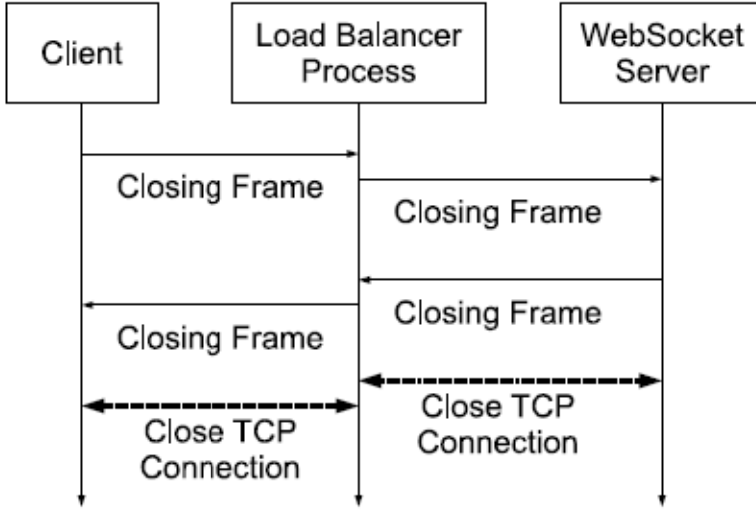 Client
Load Balancer
Process
WebSocket
Server
Closing Frame
Closing Frame
Closing Frame
Closing Frame
Close TCP
Connection
Close TCP
Connection